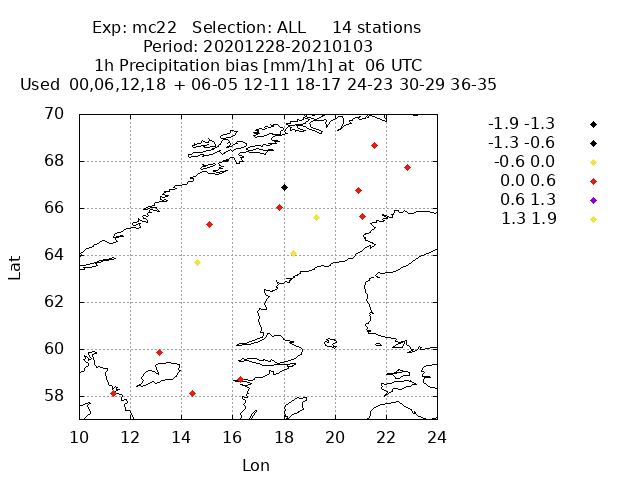 Exp: mc22 Selection: ALL 14 stations
Period: 20201228-20210103
1h Precipitation bias [mm/1h] at 06 UTC
Used 00,06,12,18 + 06-05 12-11 18-17 24-23 30-29 36-35
-1.9 -1.3
-1.3 -0.6
-0.6 0.0
0.0 0.6
0.6 1.3
1.3 1.9
70
68
66
64
62
60
58
Lat
10 12 14 16 18 20 22 24
Lon